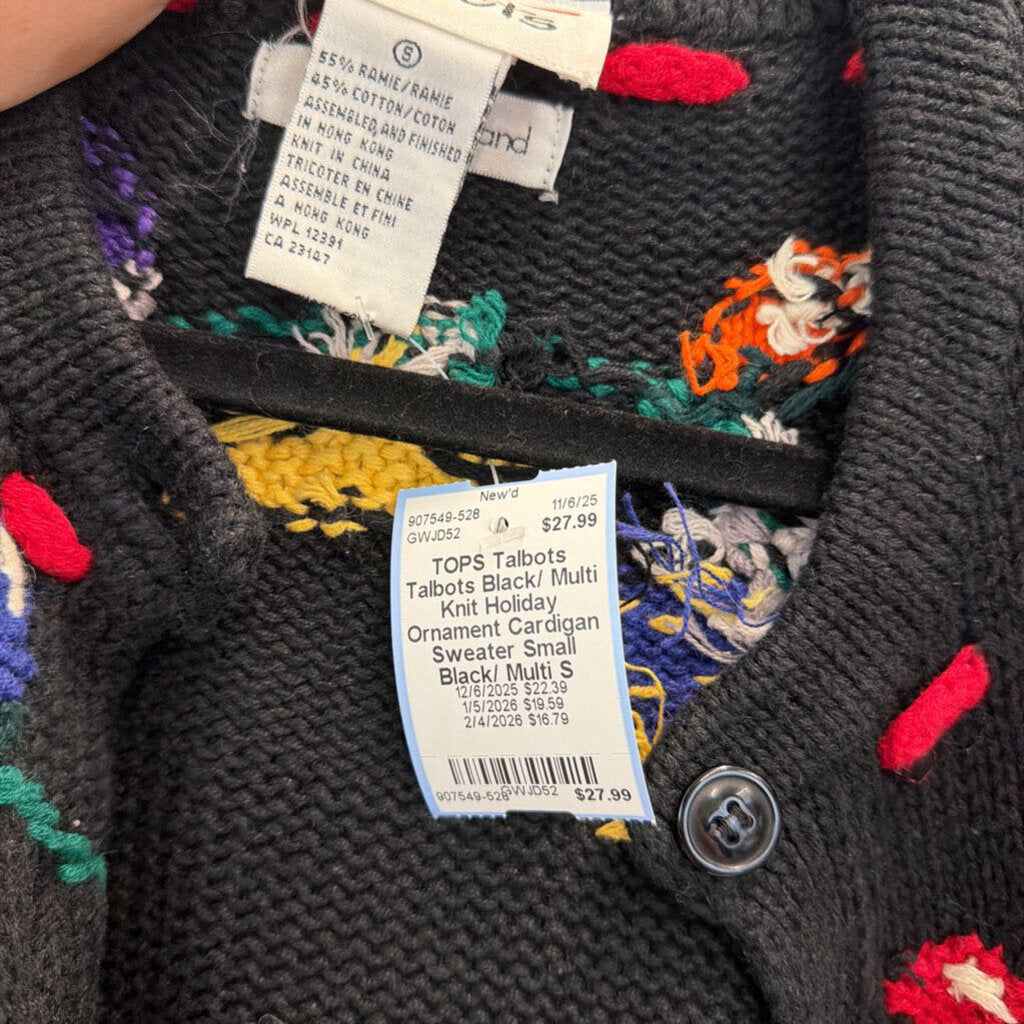 S
55% RAMIE/RAMIE
45% COTTON/COTON
ASSEMBLED AND FINISHED
IN HONG KONG
KNIT IN CHINA
TRICOTER EN CHINE
ASSEMBLE ET FINI
A HONG KONG
WPL 12391
CA 23147
and
New'd
907549-528 11/6/25
GWJD52 $27.99
TOPS Talbots
Talbots Black/ Multi
Knit Holiday
Ornament Cardigan
Sweater Small
Black/ Multi S
12/6/2025 $22.39
1/5/2026 $19.59
2/4/2026 $16.79
907549-528 GWJD52 $27.99